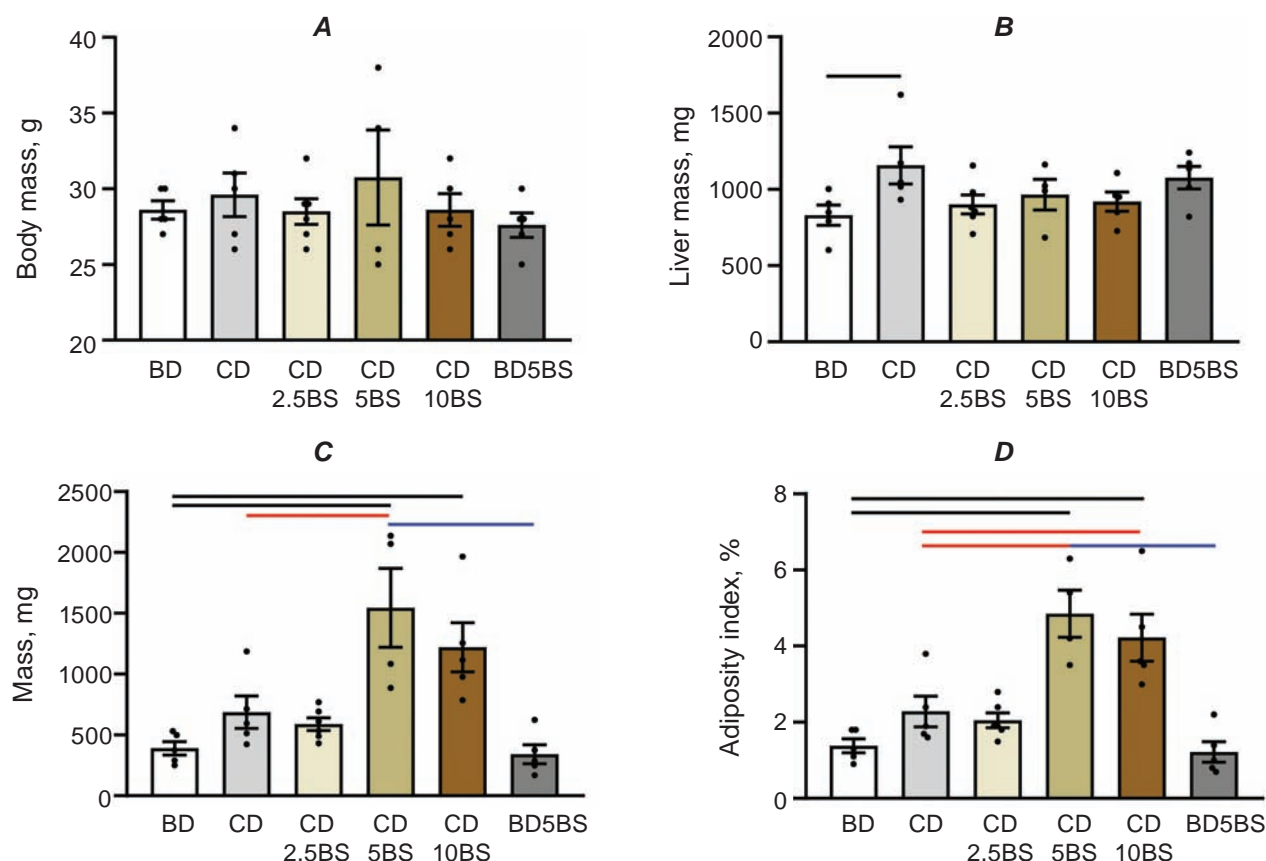 A
Body mass, g
40
35
30
25
20
BD CD CD CD CD BD5BS
2.5BS 5BS 10BS
B
Liver mass, mg
2000
1500
1000
500
0
BD CD CD CD CD BD5BS
2.5BS 5BS 10BS
C
Mass, mg
2500
2000
1500
1000
500
0
BD CD CD CD CD BD5BS
2.5BS 5BS 10BS
D
Adiposity index, %
8
6
4
2
0
BD CD CD CD CD BD5BS
2.5BS 5BS 10BS